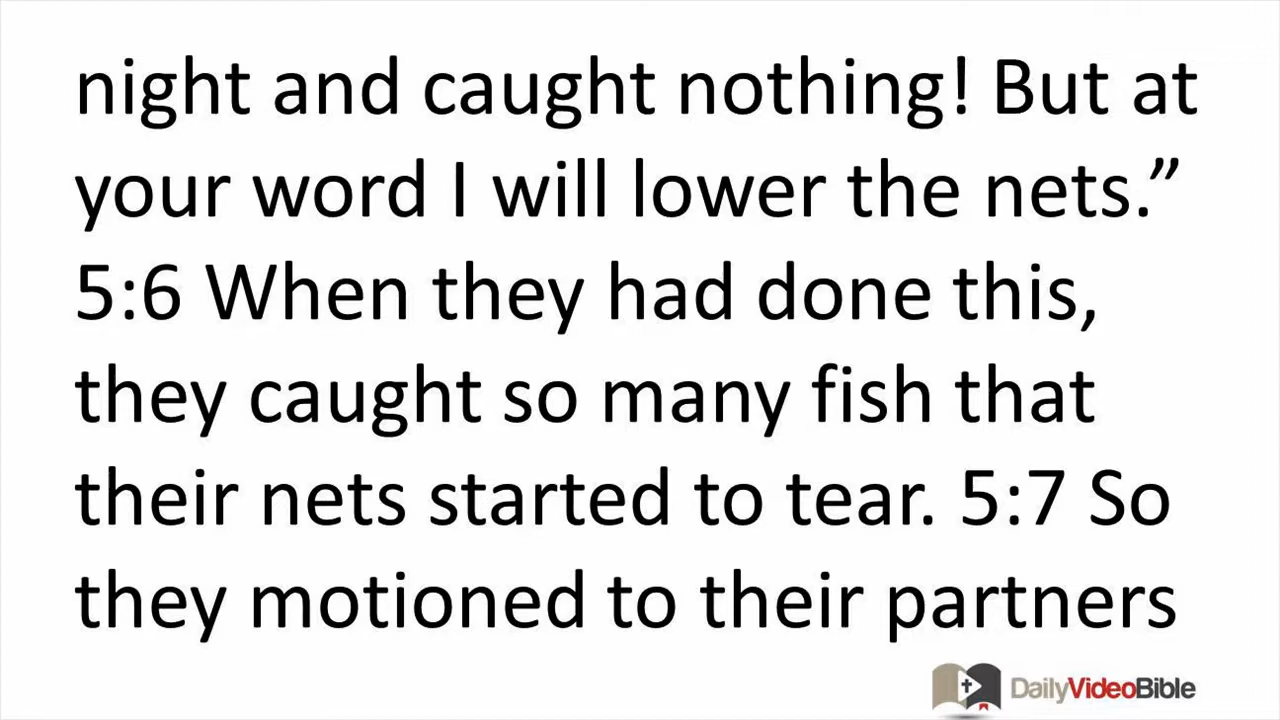 night and caught nothing! But at
your word I will lower the nets.”
5:6 When they had done this,
they caught so many fish that
their nets started to tear. 5:7 So
they motioned to their partners
DailyVideoBible